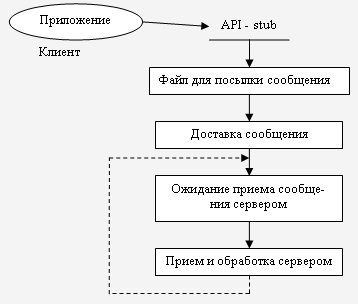 Приложение
API - stub
Клиент
Файл для посылки сообщения
Доставка сообщения
Ожидание приема сообще-
ния сервером
Прием и обработка сервером